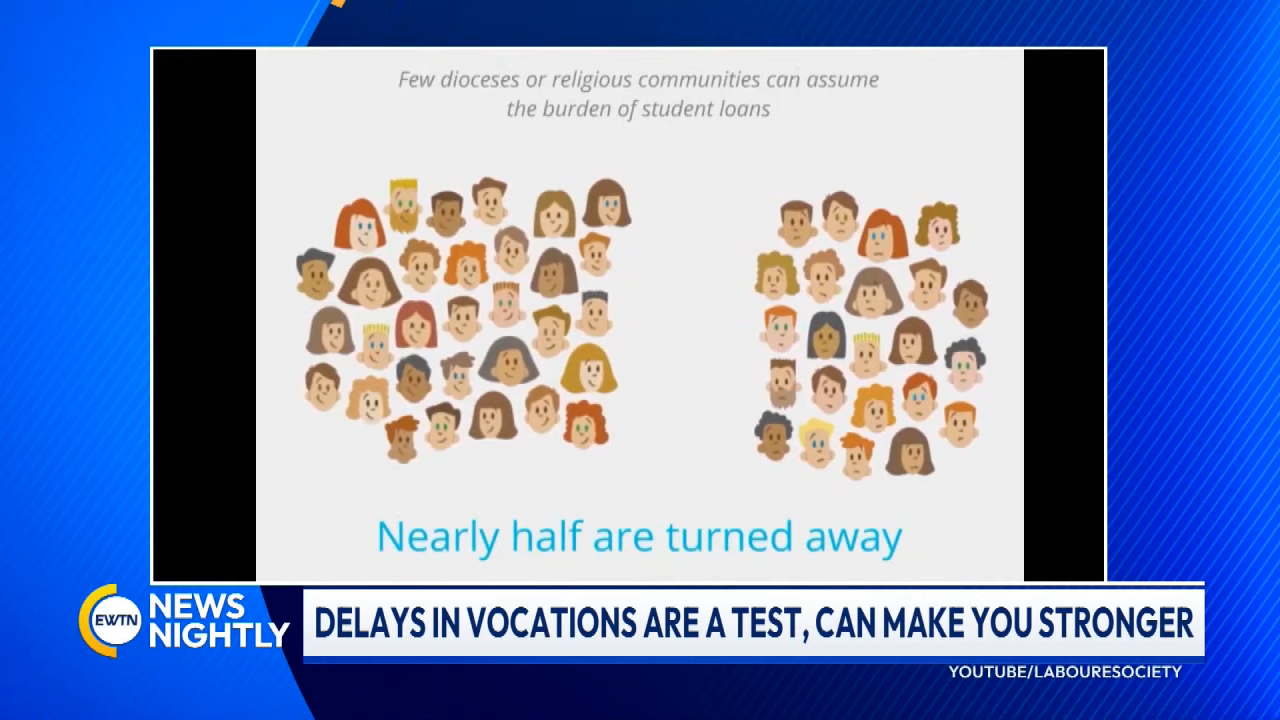 Few dioceses or religious communities can assume
the burden of student loans
Nearly half are turned away
EWTN
NEWS
NIGHTLY
DELAYS IN VOCATIONS ARE A TEST, CAN MAKE YOU STRONGER
YOUTUBE/LABOURESOCIETY